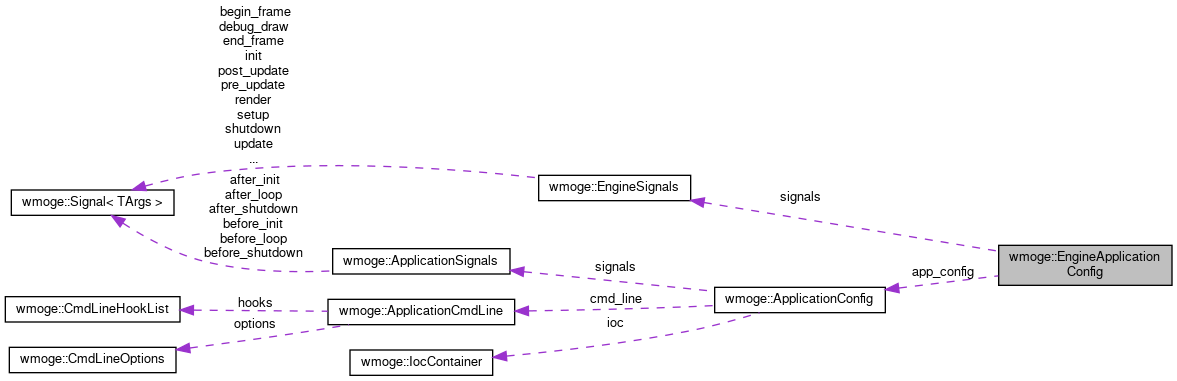 begin_frame
debug_draw
end_frame
init
post_update
pre_update
render
setup
shutdown
update
...
after_init
after_loop
after_shutdown
before_init
before_loop
before_shutdown
wmoge::Signal< TArgs >
wmoge::EngineSignals
signals
wmoge::EngineApplication
Config
app_config
wmoge::ApplicationSignals
signals
wmoge::ApplicationConfig
cmd_line
ioc
wmoge::CmdLineHookList
hooks
wmoge::ApplicationCmdLine
options
wmoge::CmdLineOptions
wmoge::IocContainer